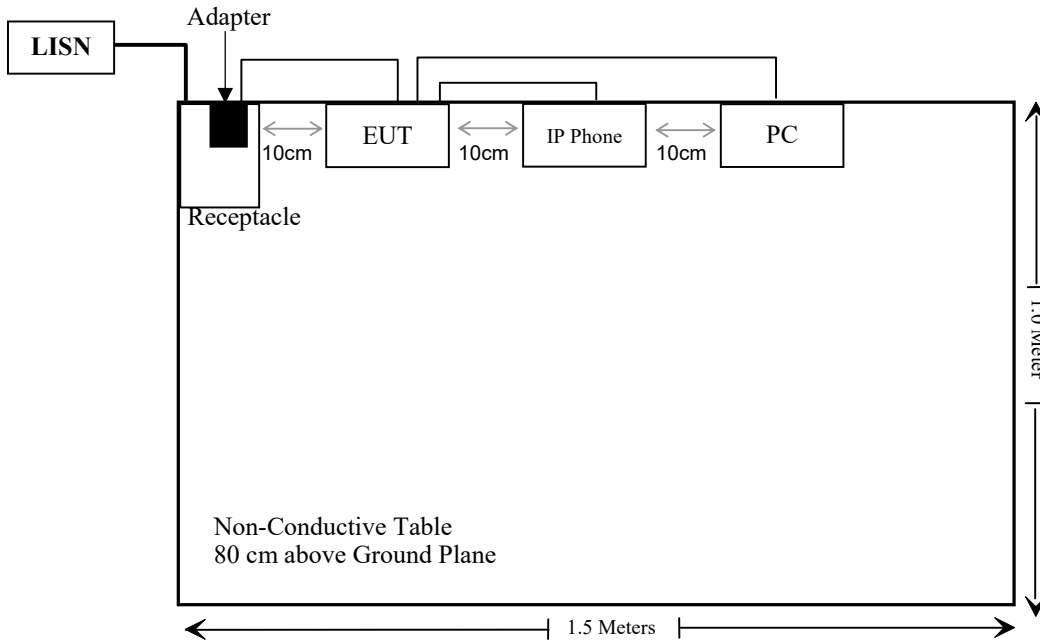 Adapter
LISN
EUT
IP Phone
PC
10cm
10cm
10cm
Receptacle
1.0 Meter
Non-Conductive Table
80 cm above Ground Plane
1.5 Meters